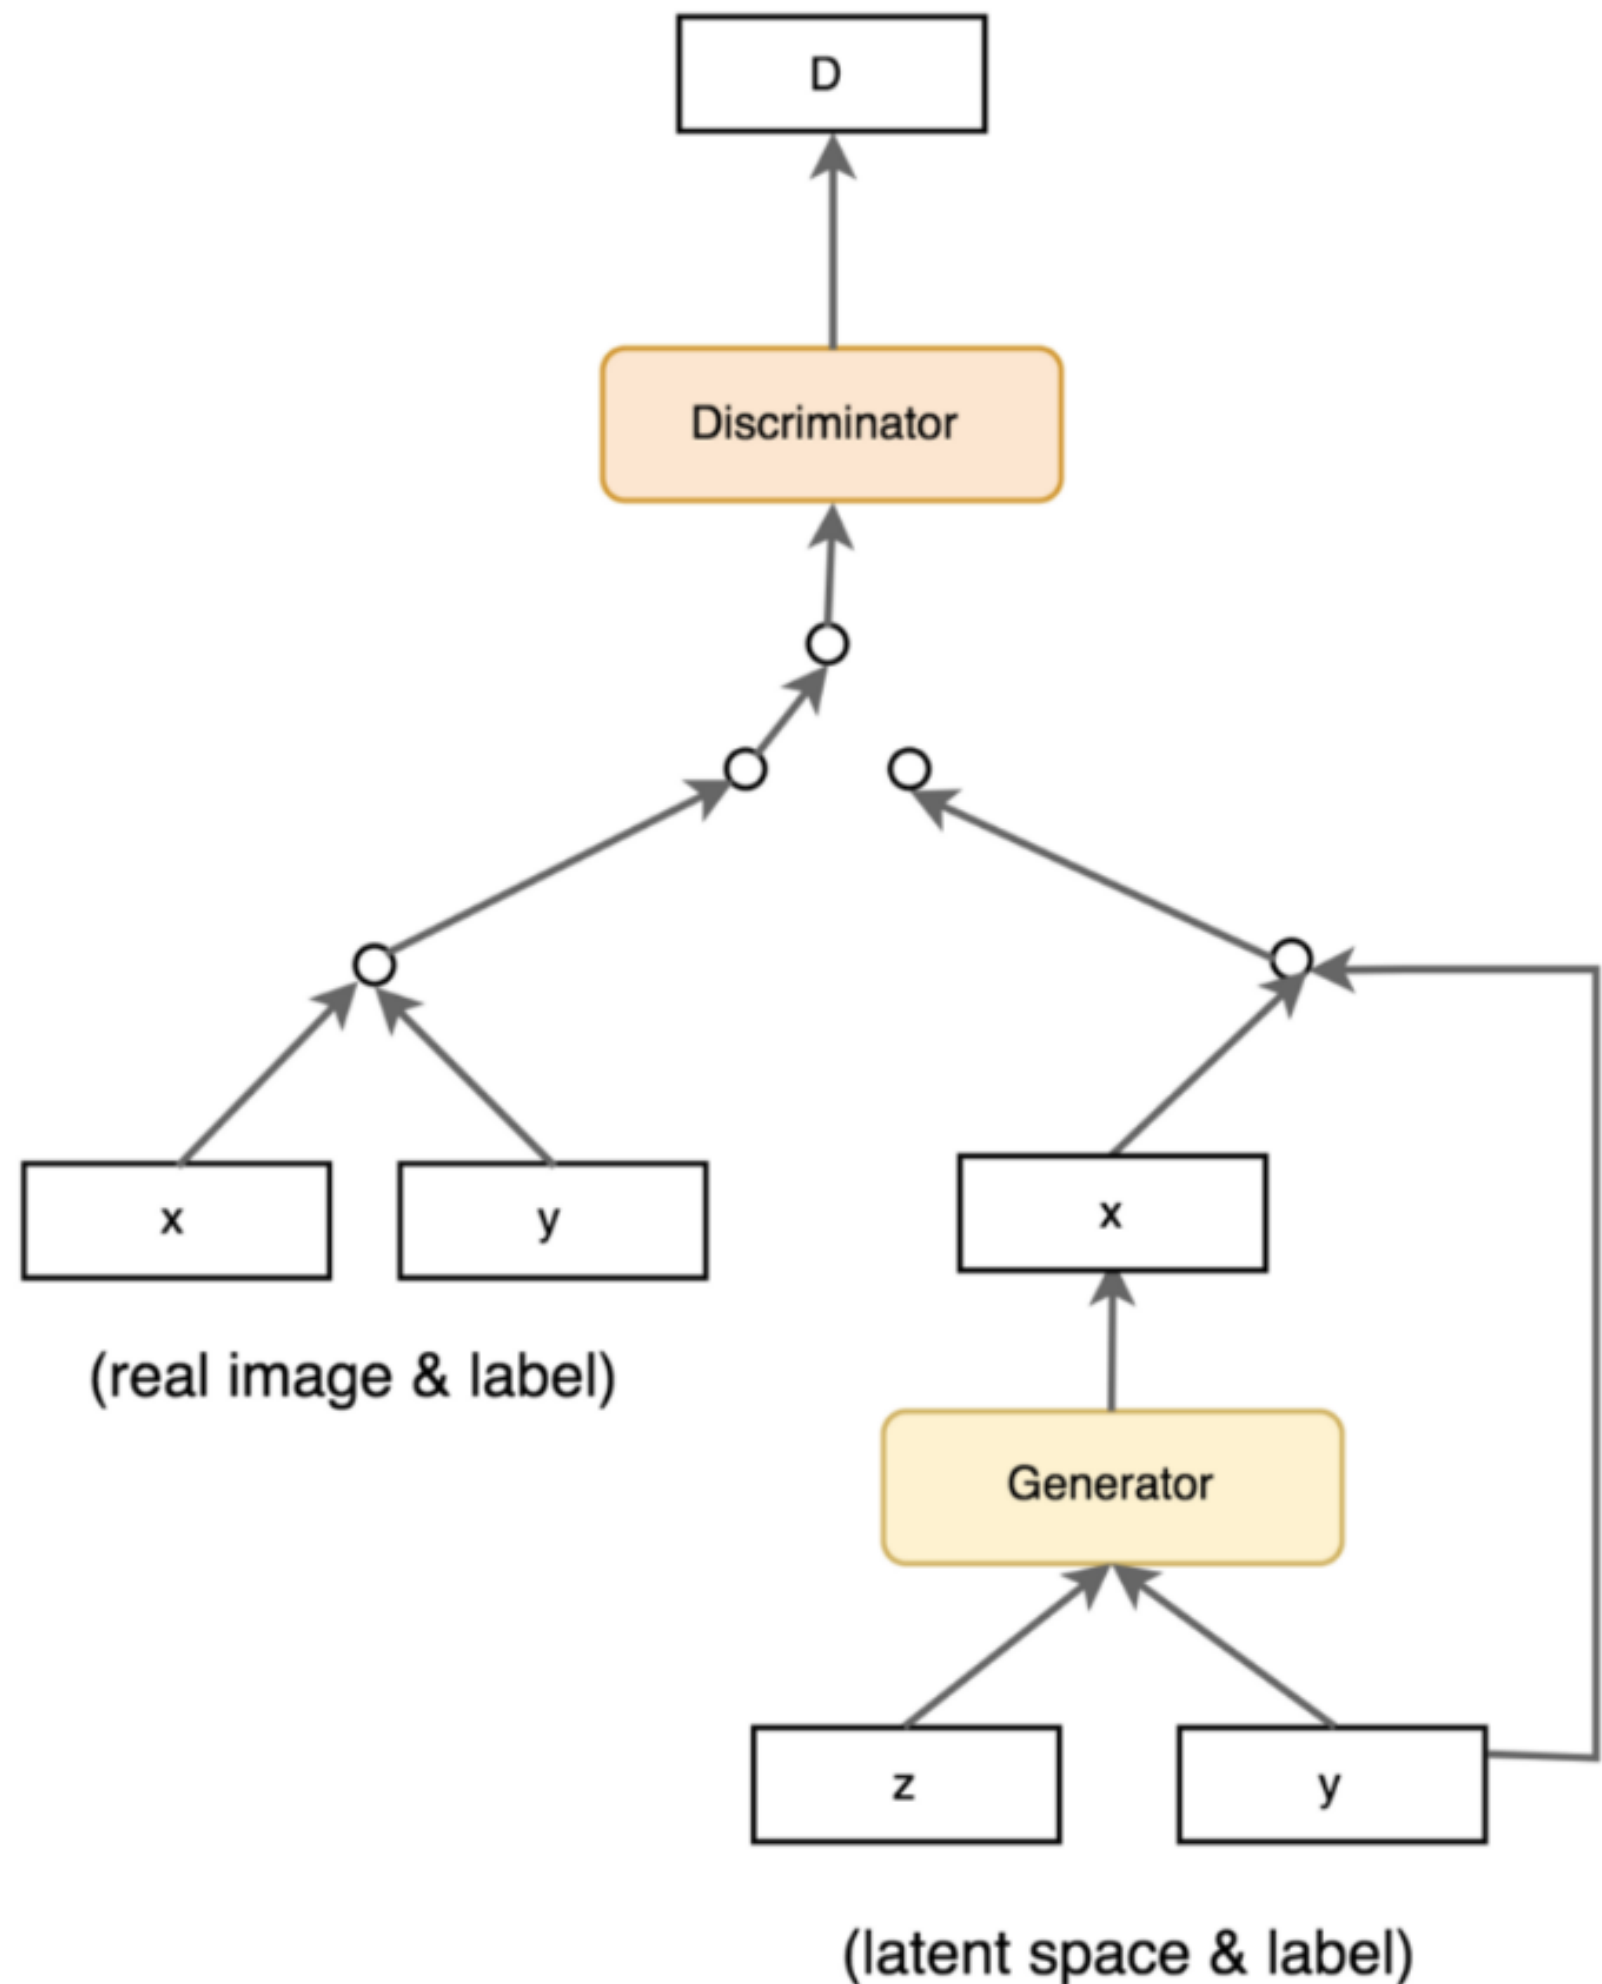 D
Discriminator
x
y
x
(real image & label)
Generator
z
y
(latent space & label)